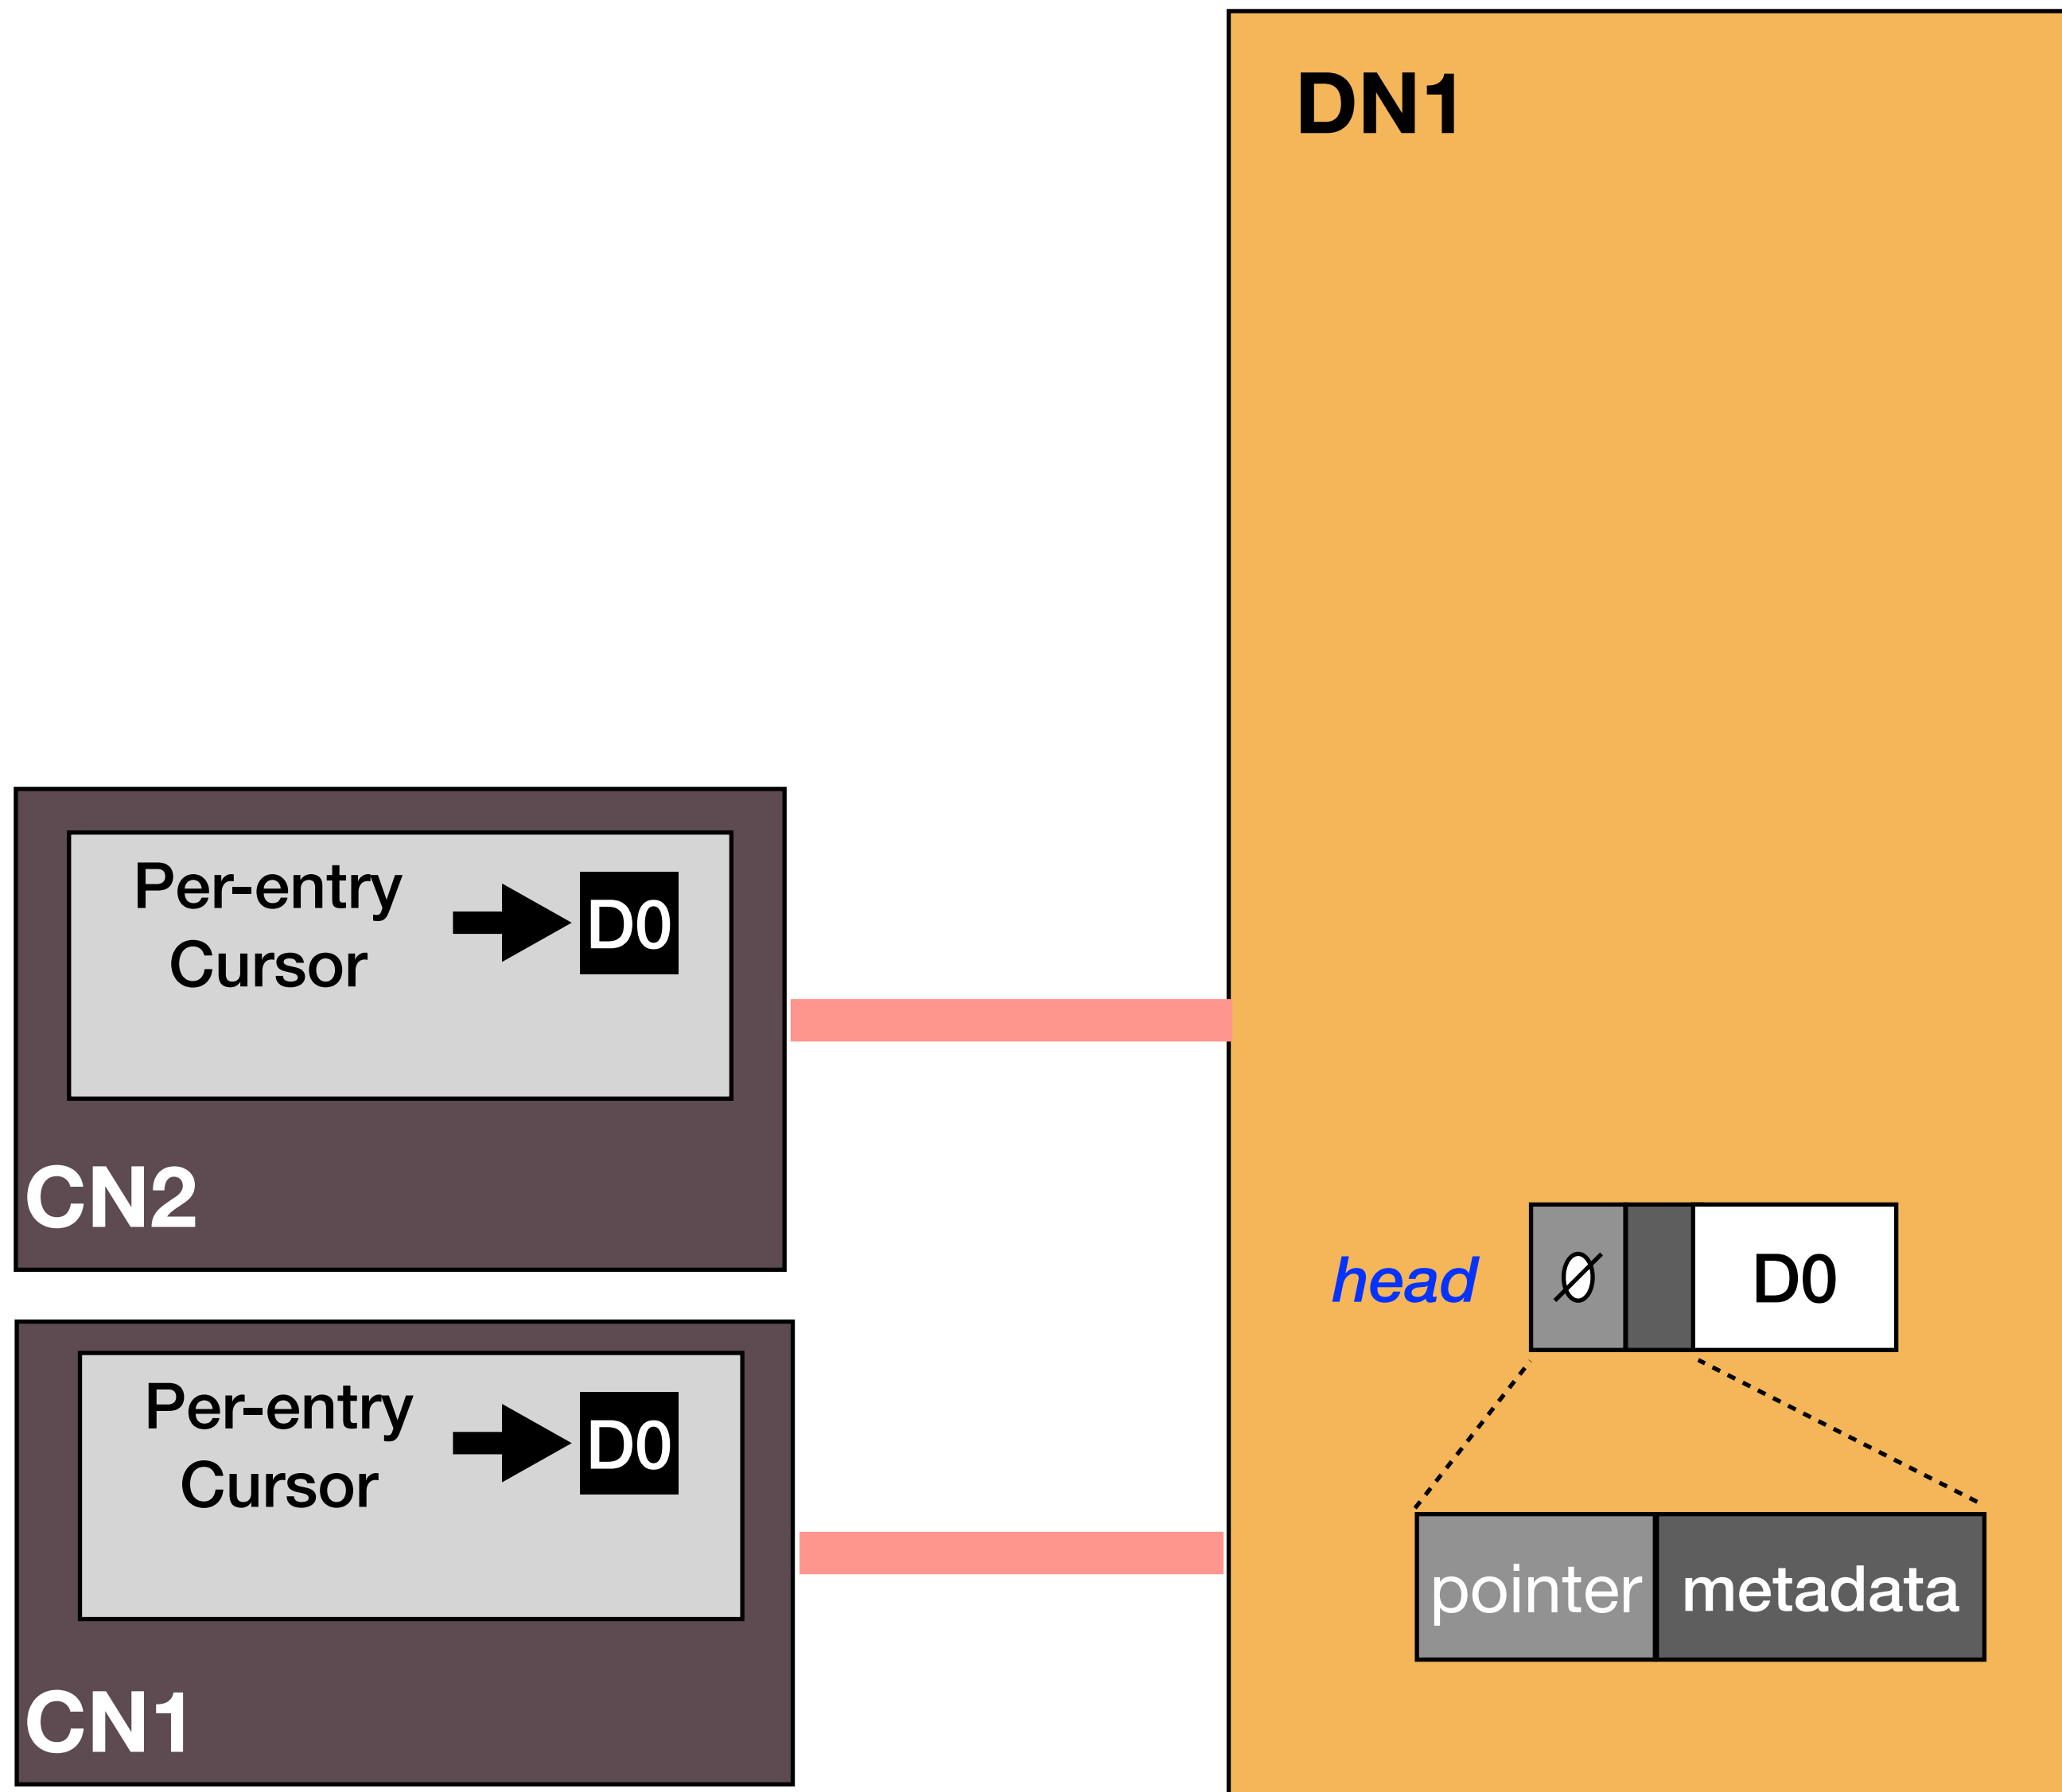 DN1
Per-entry
Cursor
D0
CN2
head
Ø
D0
Per-entry
Cursor
D0
pointer
metadata
CN1